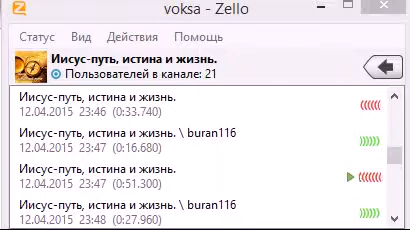 voksa - Zello
Статус Вид Действия Помощь
Иисус-путь, истина и жизнь.
Пользователей в канале: 21
Иисус-путь, истина и жизнь.
12.04.2015 23:46 (0:33.740)
Иисус-путь, истина и жизнь. \ buran116
12.04.2015 23:47 (0:16.680)
Иисус-путь, истина и жизнь.
12.04.2015 23:47 (0:51.300)
Иисус-путь, истина и жизнь. \ buran116
12.04.2015 23:48 (0:27.960)